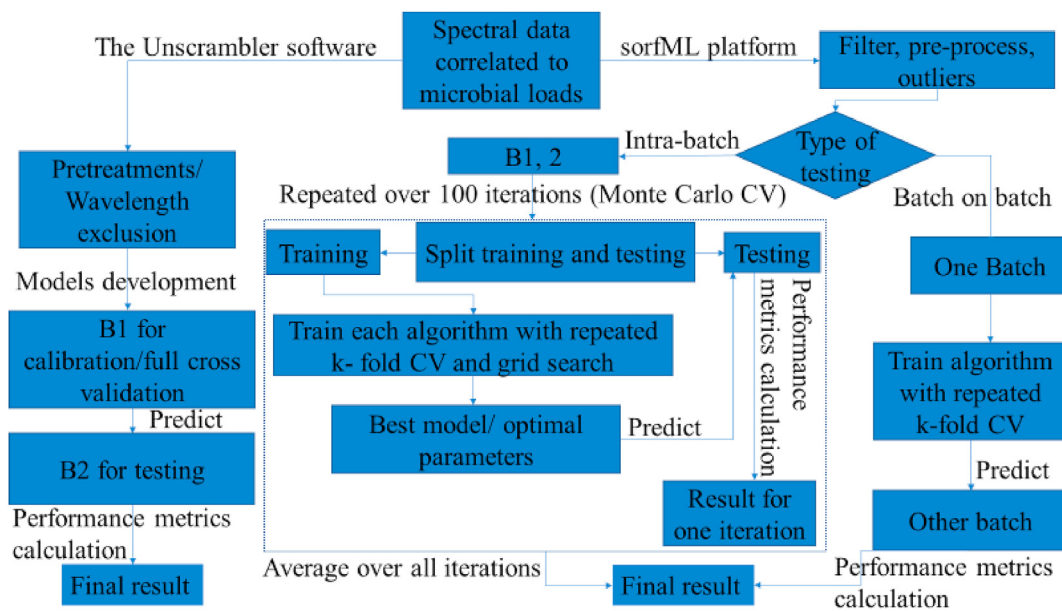 The Unscrambler software
Spectral data
correlated to
microbial loads
sorfML platform
Filter, pre-process,
outliers
Type of
testing
Intra-batch
B1, 2
Batch on batch
Pretreatments/
Wavelength
exclusion
Models development
B1 for
calibration/full cross
validation
Predict
B2 for testing
Performance metrics
calculation
Final result
Repeated over 100 iterations (Monte Carlo CV)
Training
Split training and testing
Testing
Train each algorithm with repeated
k- fold CV and grid search
Best model/ optimal
parameters
Predict
Performance
metrics calculation
Result for
one iteration
Average over all iterations
Final result
One Batch
Train algorithm
with repeated
k-fold CV
Predict
Other batch
Performance metrics
calculation